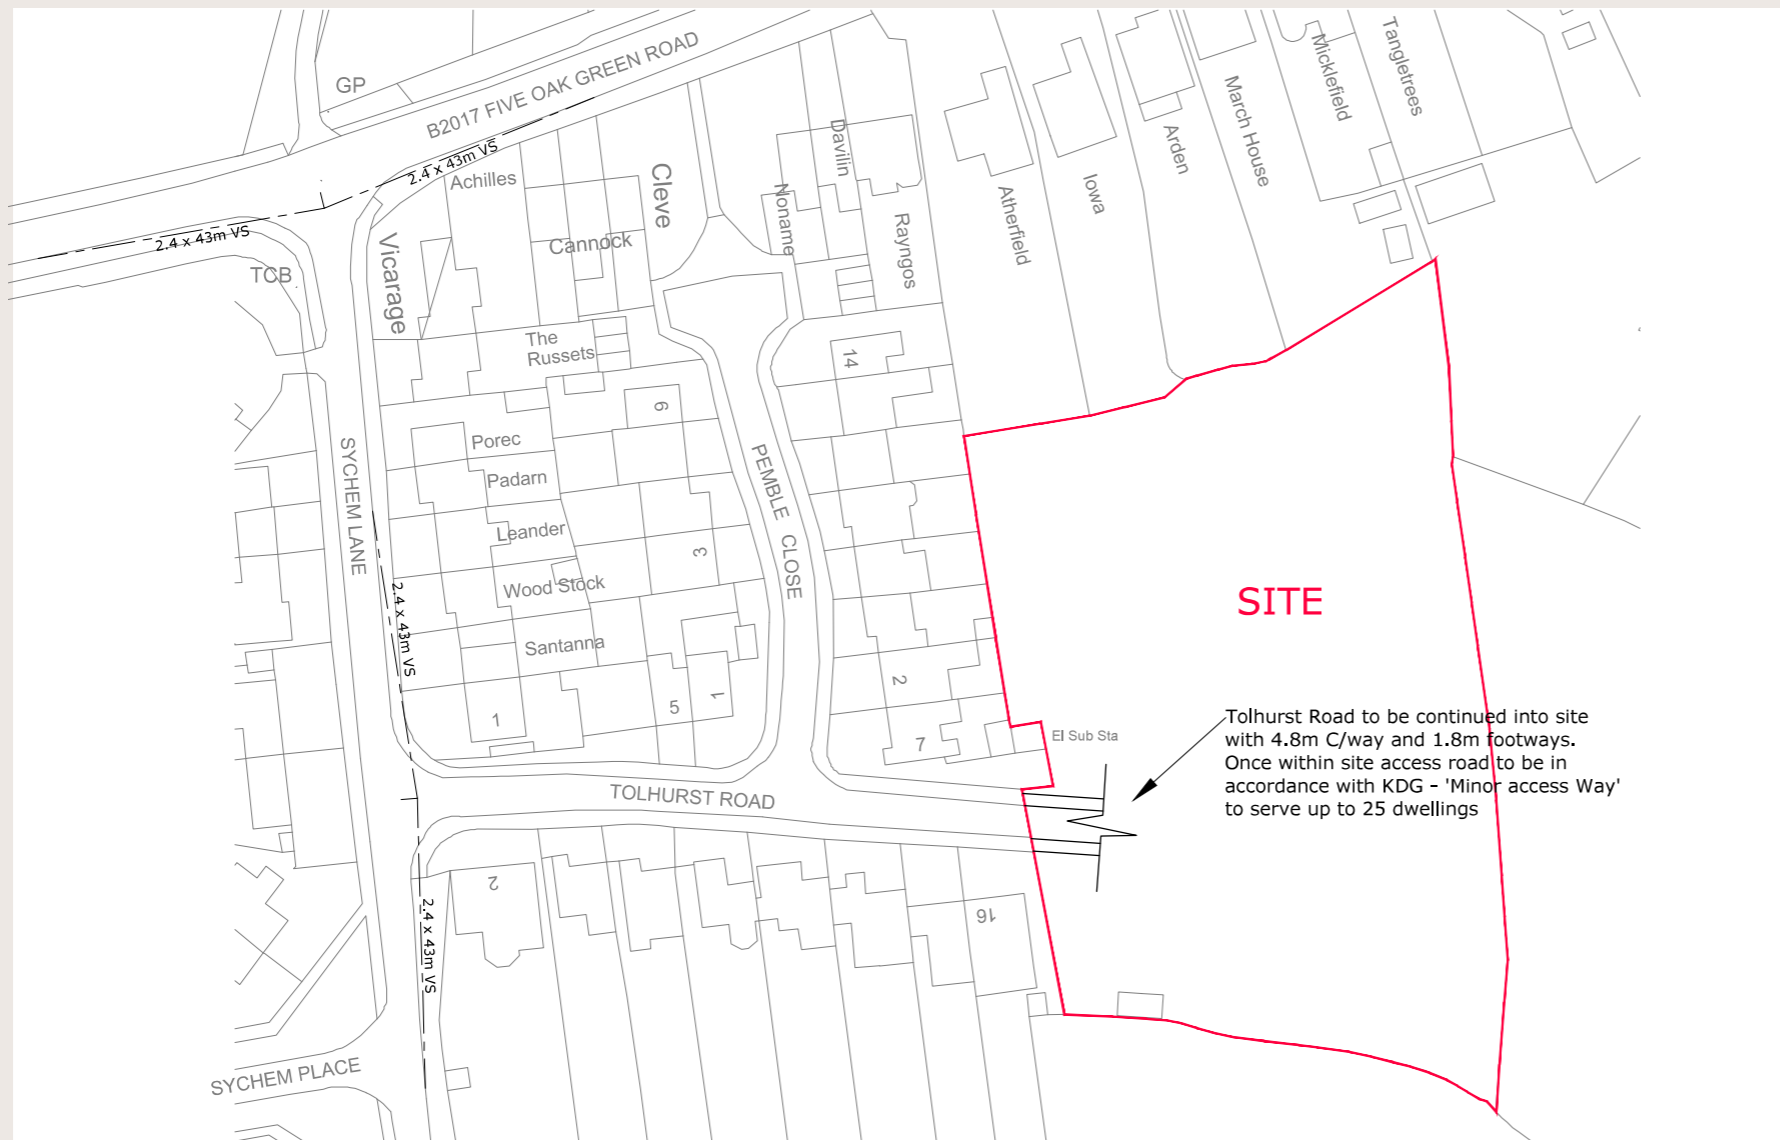 GP
B2017 FIVE OAK GREEN ROAD
2.4 x 43m VS
2.4 x 43m VS
TCB
Achilles
Vicarage
Cannock
Cleve
Noname
Davilin
Rayngos
Atherfield
Iowa
Arden
March House
Micklefield
Tangletrees
The
Russets
14
6
Porec
Padarn
Leander
Wood Stock
Santanna
SYCHEM LANE
PEMBLE CLOSE
3
2.4 x 43m VS
1
5
1
2
7
SITE
El Sub Sta
Tolhurst Road to be continued into site
with 4.8m C/way and 1.8m footways.
Once within site access road to be in
accordance with KDG - 'Minor access Way'
to serve up to 25 dwellings
TOLHURST ROAD
2
16
2.4 x 43m VS
SYCHEM PLACE